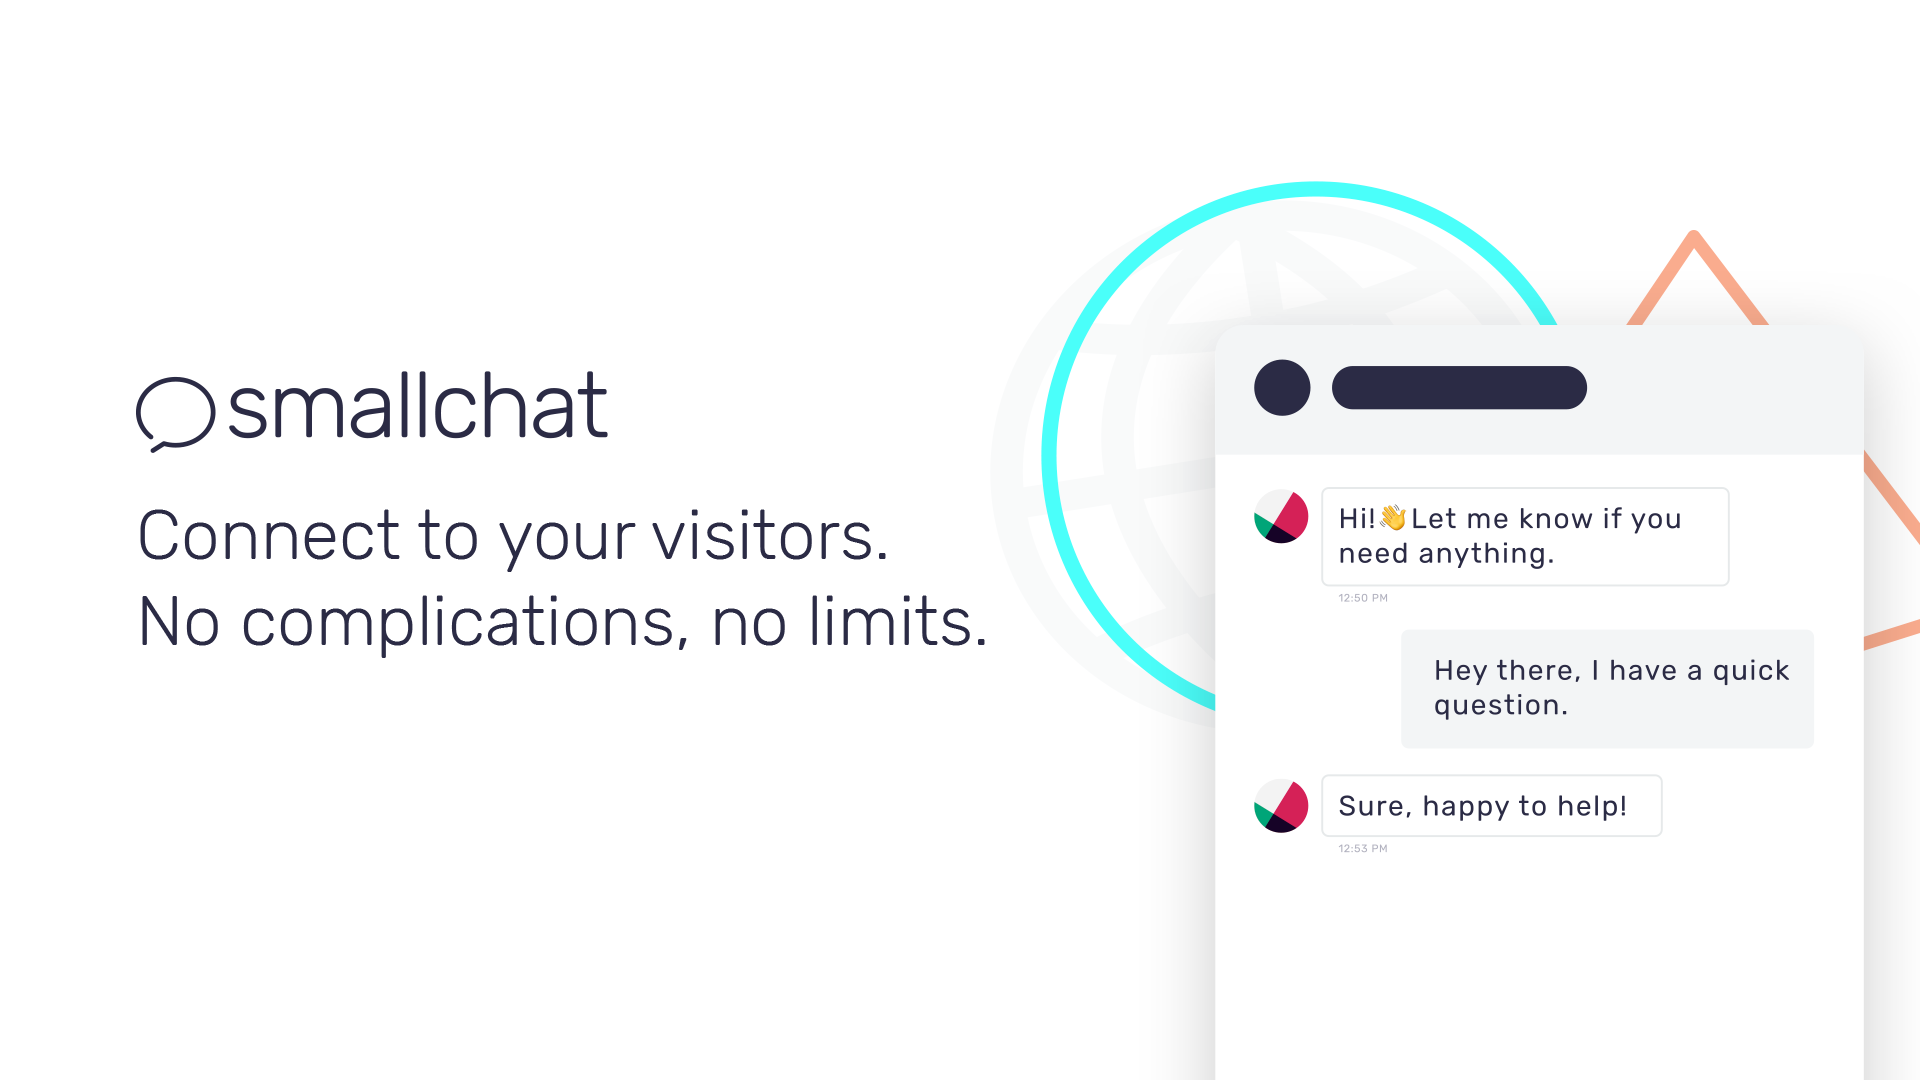 smallchat
Connect to your visitors.
No complications, no limits.
Hi!👋Let me know if you
need anything.
12:50 PM
Hey there, I have a quick
question.
Sure, happy to help!
12:53 PM